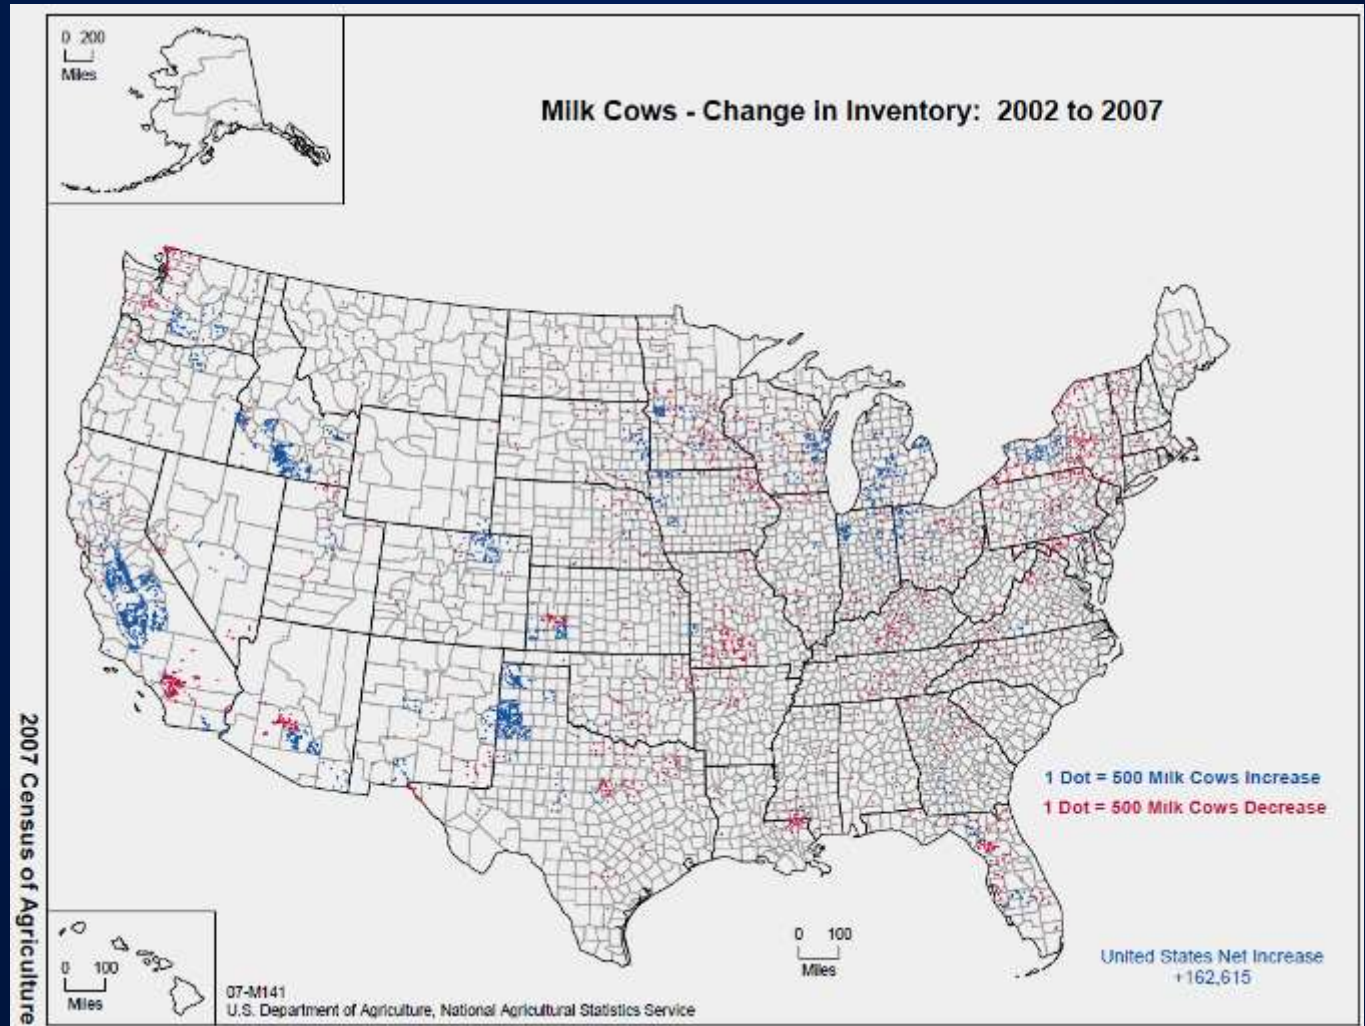 0 200
Miles
Milk Cows - Change in Inventory: 2002 to 2007
1 Dot = 500 Milk Cows Increase
1 Dot = 500 Milk Cows Decrease
United States Net Increase
+162,615
0 100
Miles
0 100
Miles
07-M141
U.S. Department of Agriculture, National Agricultural Statistics Service
2007 Census of Agriculture